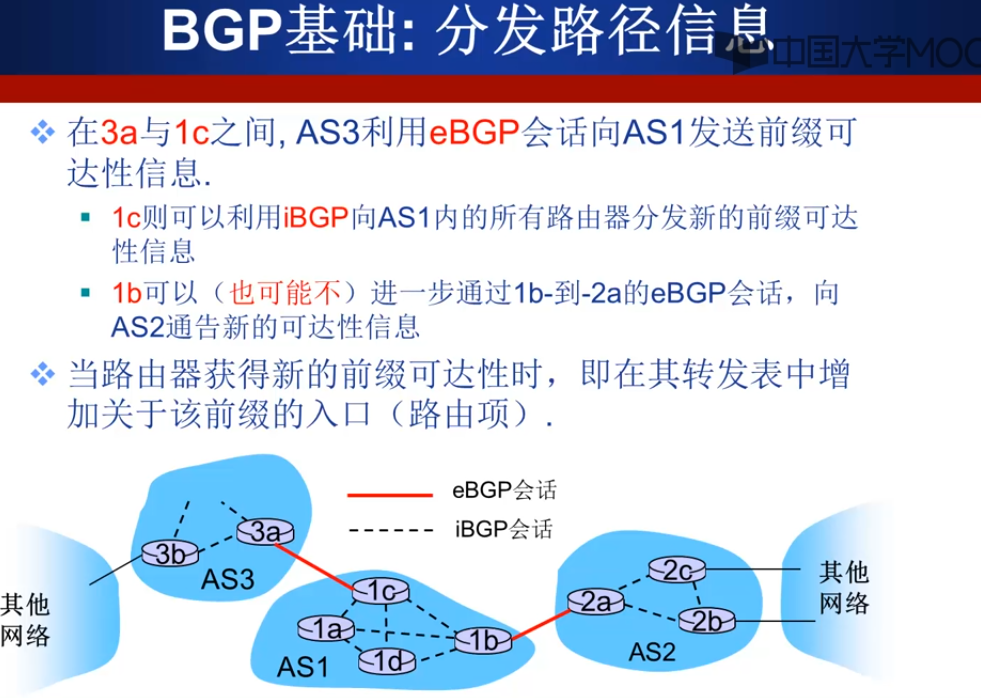 BGP基础: 分发路径信息
中国大学MOO
在3a与1c之间, AS3利用eBGP会话向AS1发送前缀可
达性信息.
1c则可以利用iBGP向AS1内的所有路由器分发新的前缀可达
性信息
1b可以（也可能不）进一步通过1b-到-2a的eBGP会话，向
AS2通告新的可达性信息
当路由器获得新的前缀可达性时，即在其转发表中增
加关于该前缀的入口（路由项）.
eBGP会话
iBGP会话
3a
3b
AS3
其他
网络
1c
1a
1d
1b
AS1
2c
2a
2b
AS2
其他
网络